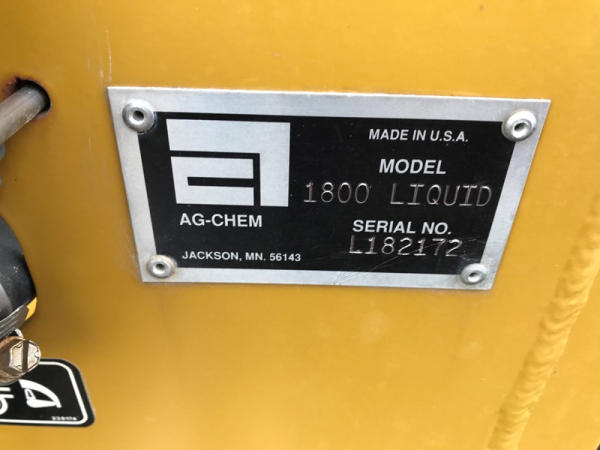 MADE IN U.S.A.
MODEL
1800 LIQUID
AG-CHEM
SERIAL NO.
L182172
JACKSON, MN. 56143